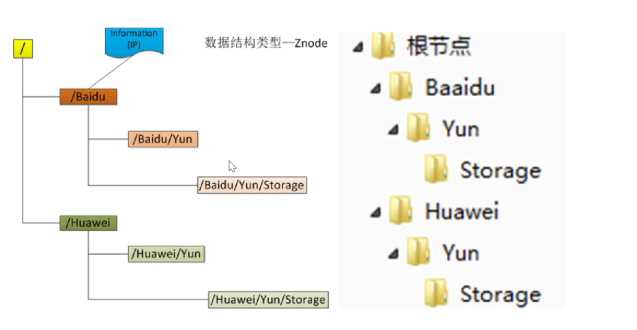 Information
(IP)
数据结构类型—Znode
/
/Baidu
/Baidu/Yun
/Baidu/Yun/Storage
/Huawei
/Huawei/Yun
/Huawei/Yun/Storage
根节点
Baaidu
Yun
Storage
Huawei
Yun
Storage